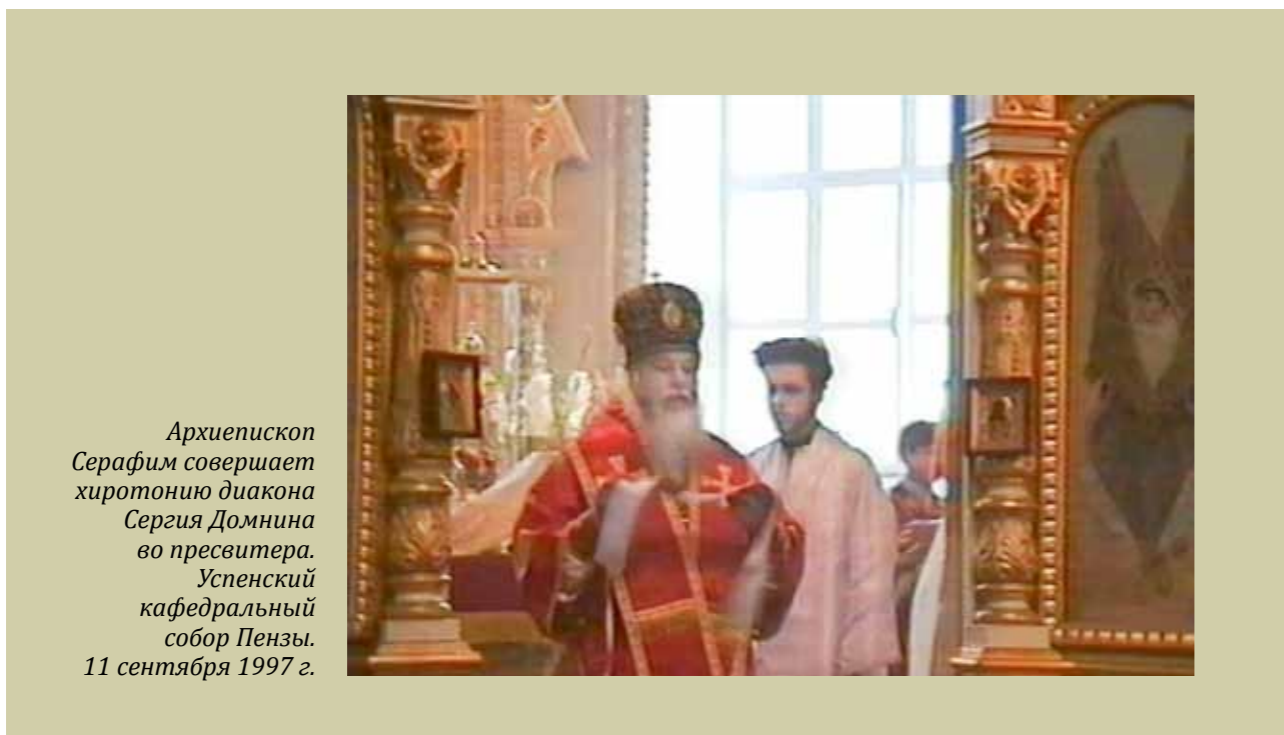 Архиепископ
Серафим совершает
хиротонию диакона
Сергия Домнина
во пресвитера.
Успенский
кафедральный
собор Пензы.
11 сентября 1997 г.